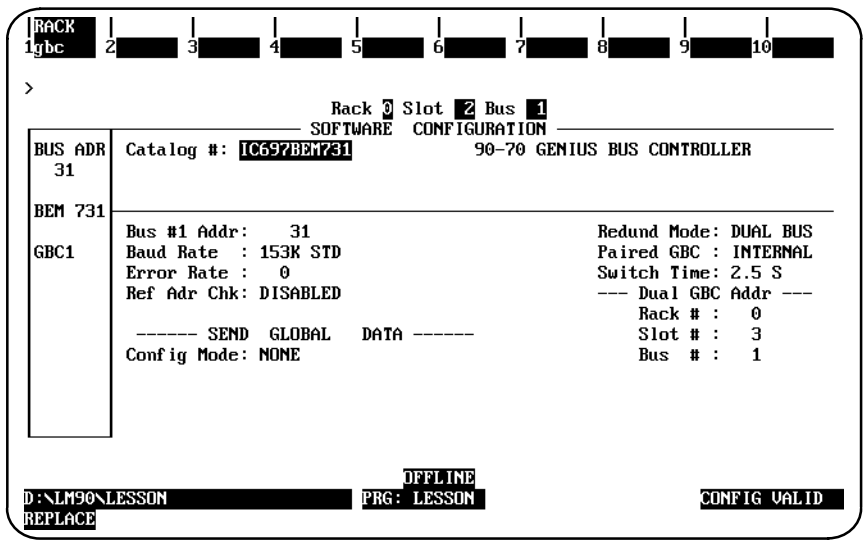 RACK
1gbc 2 3 4 5 6 7 8 9 10
>
Rack 0 Slot 2 Bus 1
SOFTWARE CONFIGURATION
BUS ADR Catalog #: IC697BEM731 90-70 GENIUS BUS CONTROLLER
31
BEM 731
Bus #1 Addr: 31 Redund Mode: DUAL BUS
GBC1 Baud Rate : 153K STD Paired GBC : INTERNAL
Error Rate : 0 Switch Time: 2.5 S
Ref Adr Chk: DISABLED --- Dual GBC Addr ---
Rack # : 0
------ SEND GLOBAL DATA ------ Slot # : 3
Config Mode: NONE Bus # : 1
OFFLINE
D:\LM90\LESSON PRG: LESSON CONFIG VALID
REPLACE